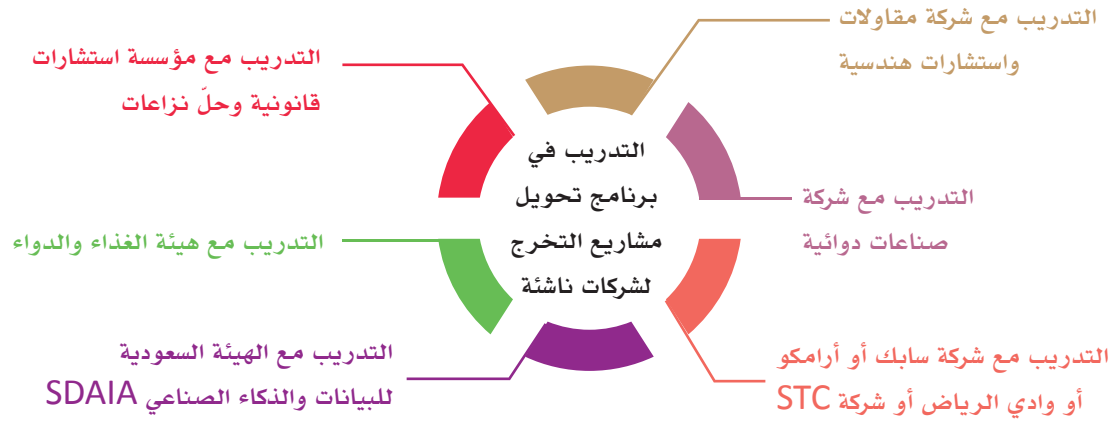 التدريب مع شركة مقاولات
واستشارات هندسية
التدريب مع مؤسسة استشارات
قانونية وحلّ نزاعات
التدريب في
برنامج تحويل
مشاريع التخرج
لشركات ناشئة
التدريب مع شركة
صناعات دوائية
التدريب مع هيئة الغذاء والدواء
التدريب مع شركة سابك أو أرامكو
أو وادي الرياض أو شركة STC
التدريب مع الهيئة السعودية
للبيانات والذكاء الصناعي SDAIA